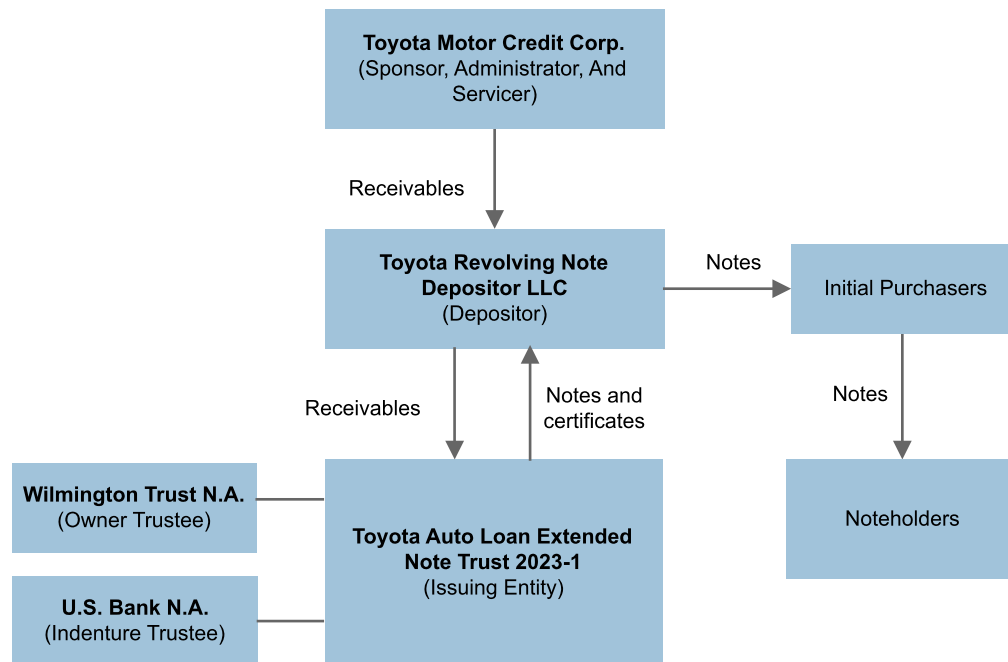 Toyota Motor Credit Corp.
(Sponsor, Administrator, And
Servicer)
Receivables
Toyota Revolving Note
Depositor LLC
(Depositor)
Notes
Initial Purchasers
Receivables
Notes and
certificates
Notes
Wilmington Trust N.A.
(Owner Trustee)
Toyota Auto Loan Extended
Note Trust 2023-1
(Issuing Entity)
Noteholders
U.S. Bank N.A.
(Indenture Trustee)